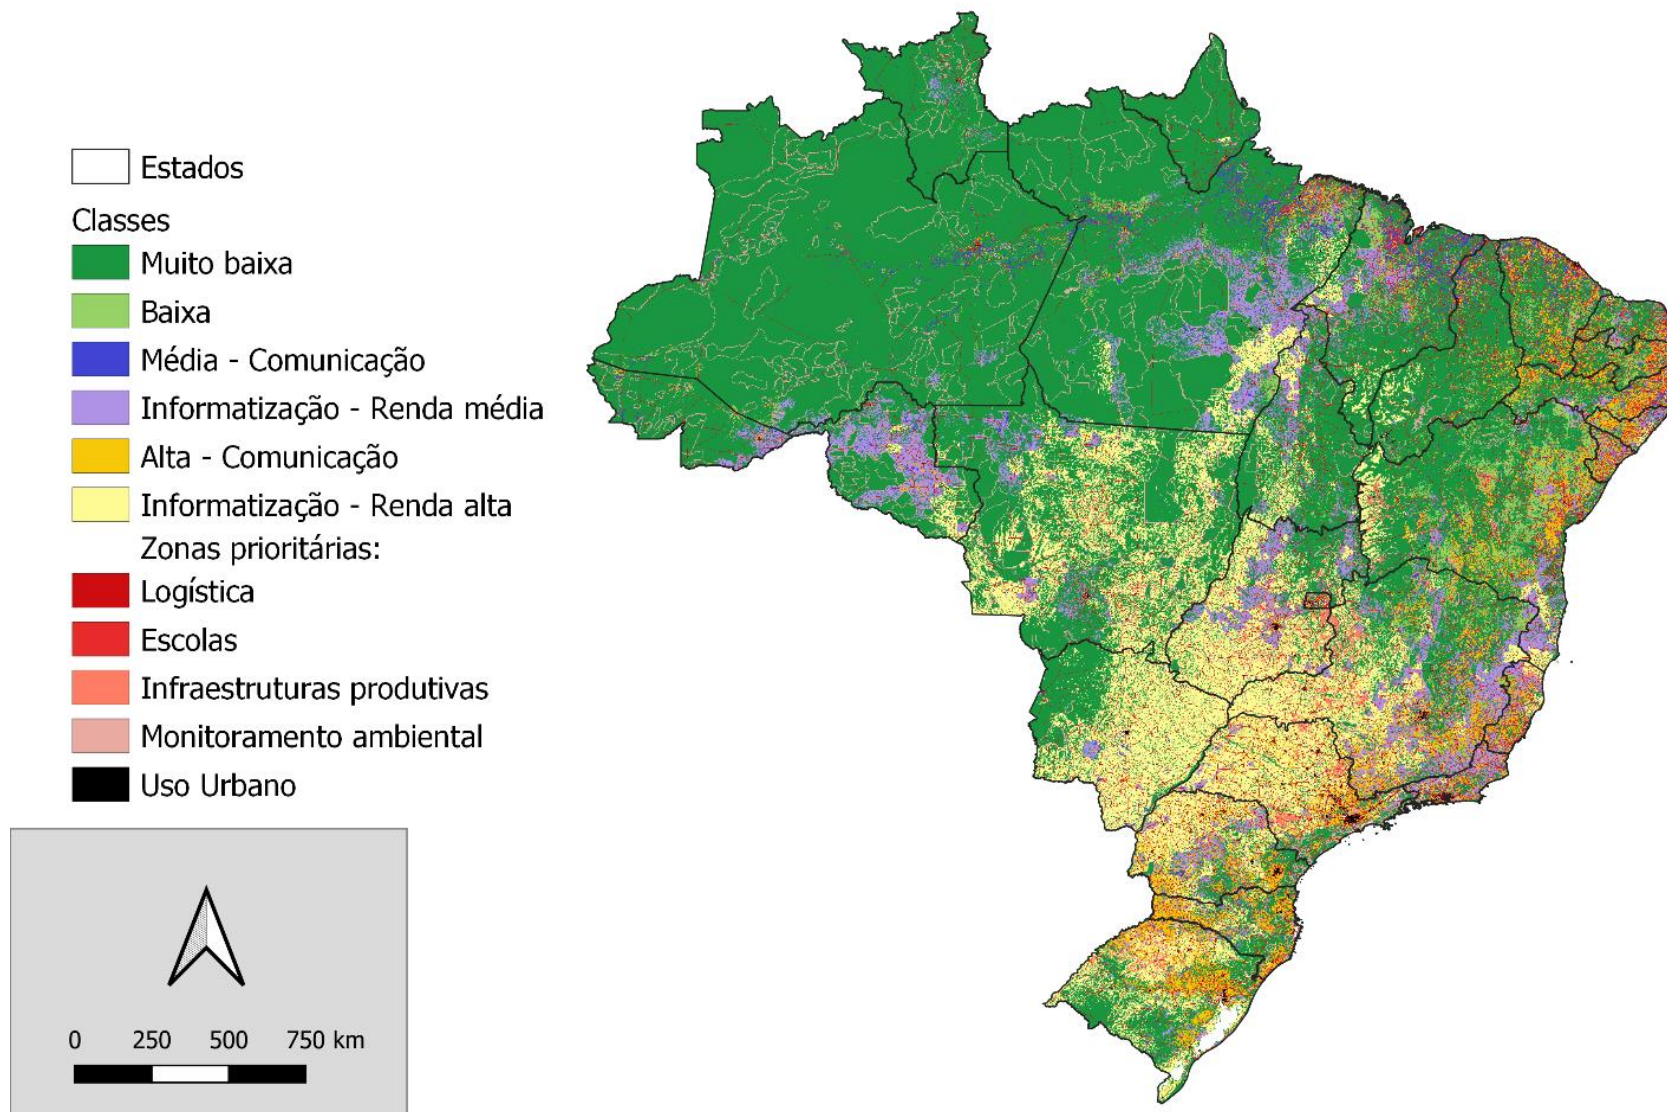 Estados
Classes
Muito baixa
Baixa
Média - Comunicação
Informatização - Renda média
Alta - Comunicação
Informatização - Renda alta
Zonas prioritárias:
Logística
Escolas
Infraestruturas produtivas
Monitoramento ambiental
Uso Urbano
0 250 500 750 km